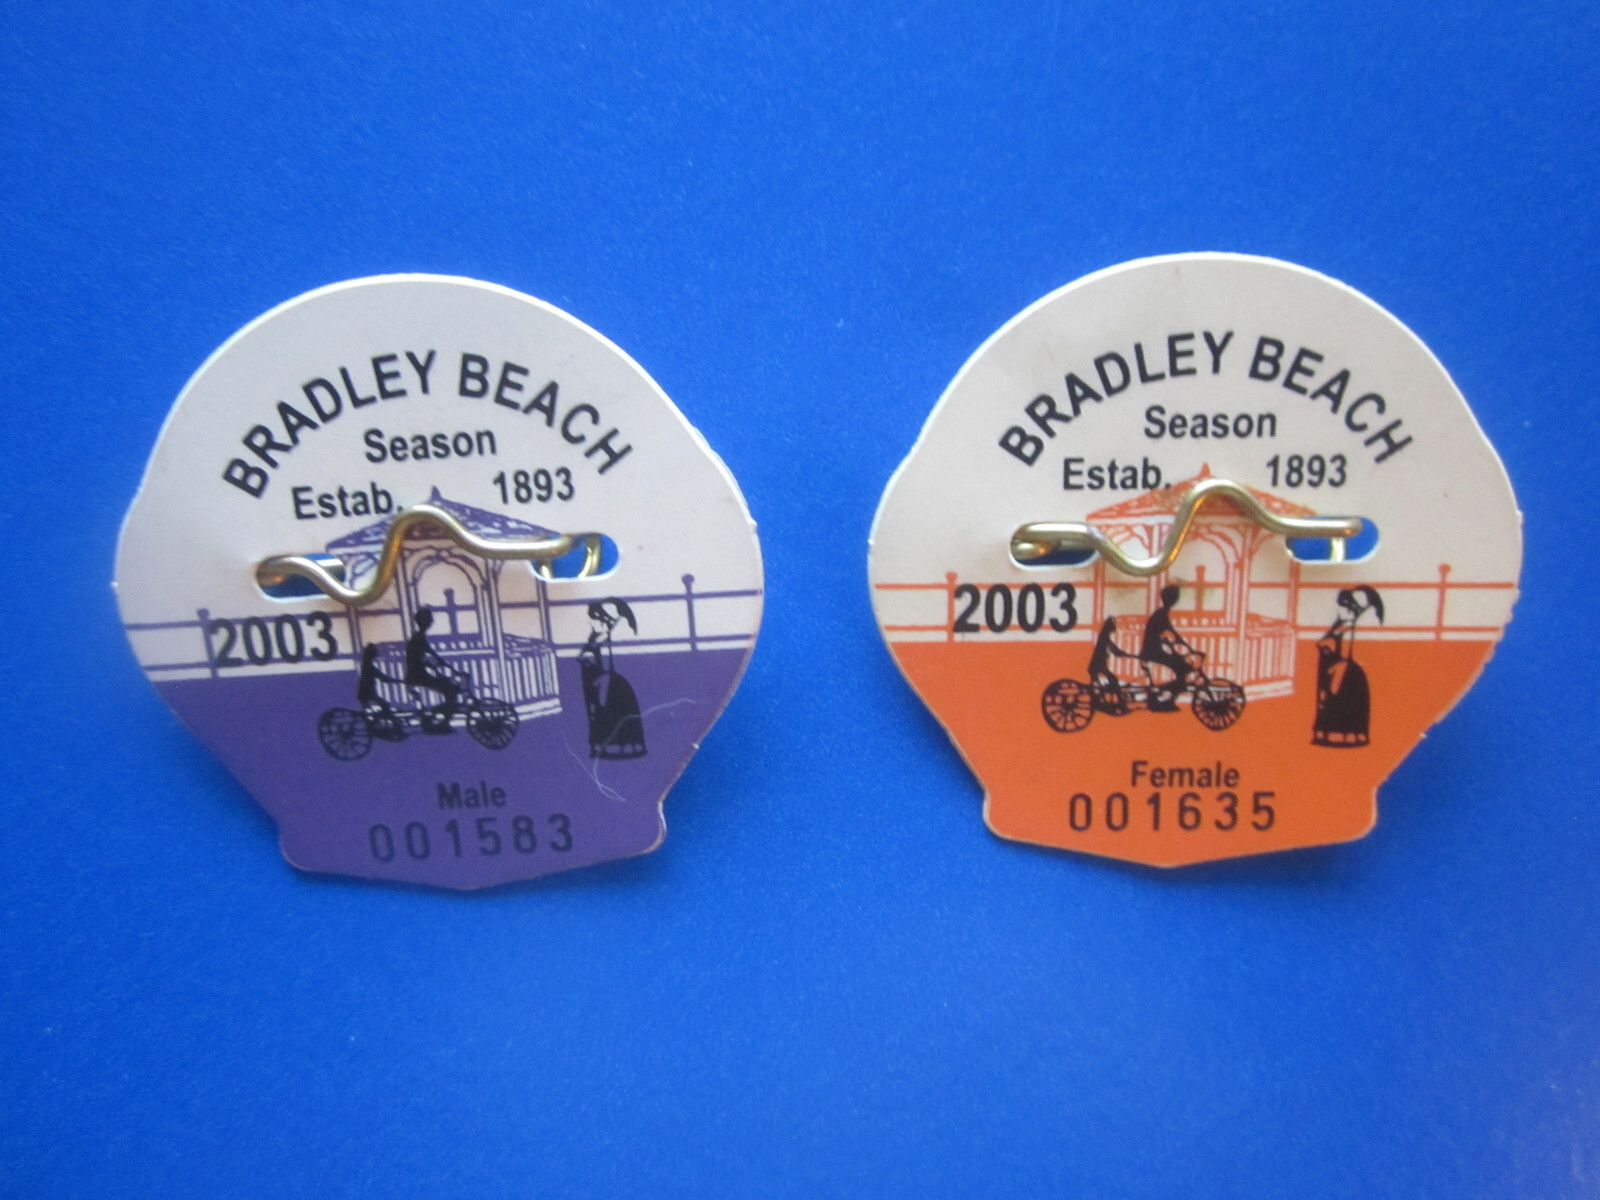 BRADLEY BEACH
Season
Estab. 1893
2003
Male
001583
BRADLEY BEACH
Season
Estab. 1893
2003
Female
001635